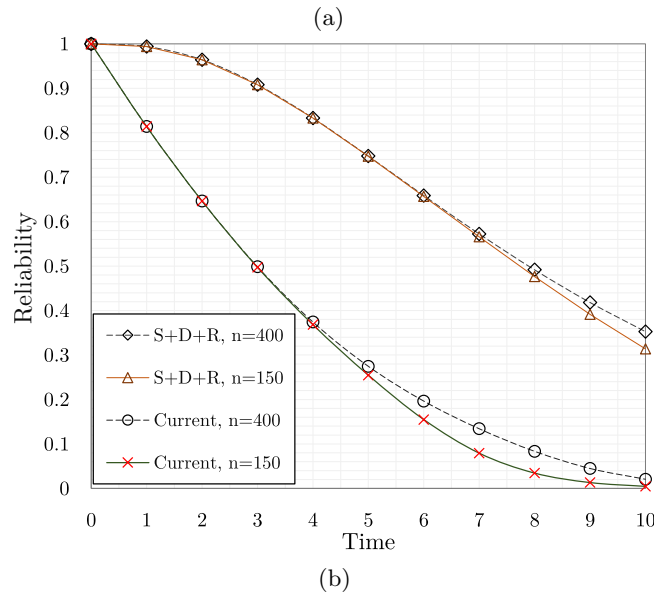 (a)
1
0.9
0.8
0.7
0.6
0.5
0.4
0.3
0.2
0.1
0
Reliability
S+D+R, n=400
S+D+R, n=150
Current, n=400
Current, n=150
0 1 2 3 4 5 6 7 8 9 10
Time
(b)